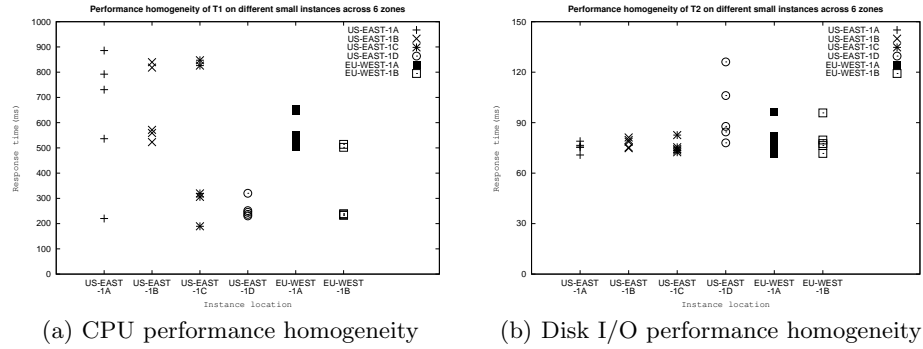 Performance homogeneity of T1 on different small instances across 6 zones
1000
900
800
700
600
500
400
300
200
100
0
Response time(ms)
US-EAST-1A
US-EAST-1B
US-EAST-1C
US-EAST-1D
EU-WEST-1A
EU-WEST-1B
US-EAST
-1A
US-EAST
-1B
US-EAST
-1C
US-EAST
-1D
EU-WEST
-1A
EU-WEST
-1B
Instance location
(a) CPU performance homogeneity
Performance homogeneity of T2 on different small instances across 6 zones
150
120
90
60
30
0
Response time(ms)
US-EAST-1A
US-EAST-1B
US-EAST-1C
US-EAST-1D
EU-WEST-1A
EU-WEST-1B
US-EAST
-1A
US-EAST
-1B
US-EAST
-1C
US-EAST
-1D
EU-WEST
-1A
EU-WEST
-1B
Instance location
(b) Disk I/O performance homogeneity